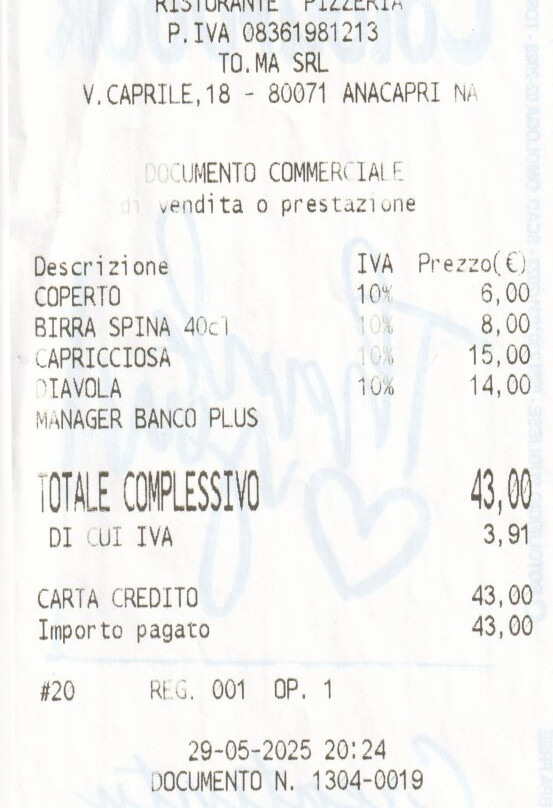 RISTORANTE PIZZERIA
P.IVA 08361981213
TO.MA SRL
V.CAPRILE,18 - 80071 ANACAPRI NA
DOCUMENTO COMMERCIALE
di vendita o prestazione
Descrizione IVA Prezzo(€)
COPERTO 10% 6,00
BIRRA SPINA 40cl 10% 8,00
CAPRICCIOSA 10% 15,00
DIAVOLA 10% 14,00
MANAGER BANCO PLUS
TOTALE COMPLESSIVO 43,00
DI CUI IVA 3,91
CARTA CREDITO 43,00
Importo pagato 43,00
#20 REG. 001 OP. 1
29-05-2025 20:24
DOCUMENTO N. 1304-0019